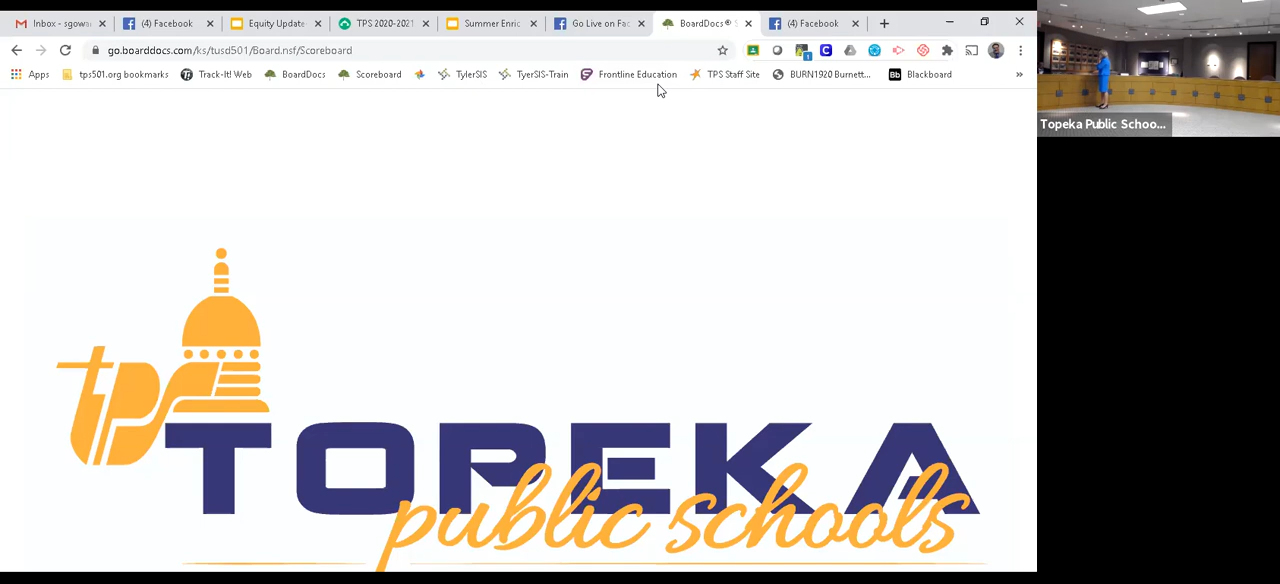 Inbox - sgowa
(4) Facebook
Equity Update
TPS 2020-2021
Summer Enric
Go Live on Fac
BoardDocs® S
(4) Facebook
go.boarddocs.com/ks/tusd501/Board.nsf/Scoreboard
Apps
tps501.org bookmarks
Track-It! Web
BoardDocs
Scoreboard
TylerSIS
TyerSIS-Train
Frontline Education
TPS Staff Site
BURN1920 Burnett...
Bb Blackboard
»
Topeka Public Schoo...
tps
TOPEKA
public schools